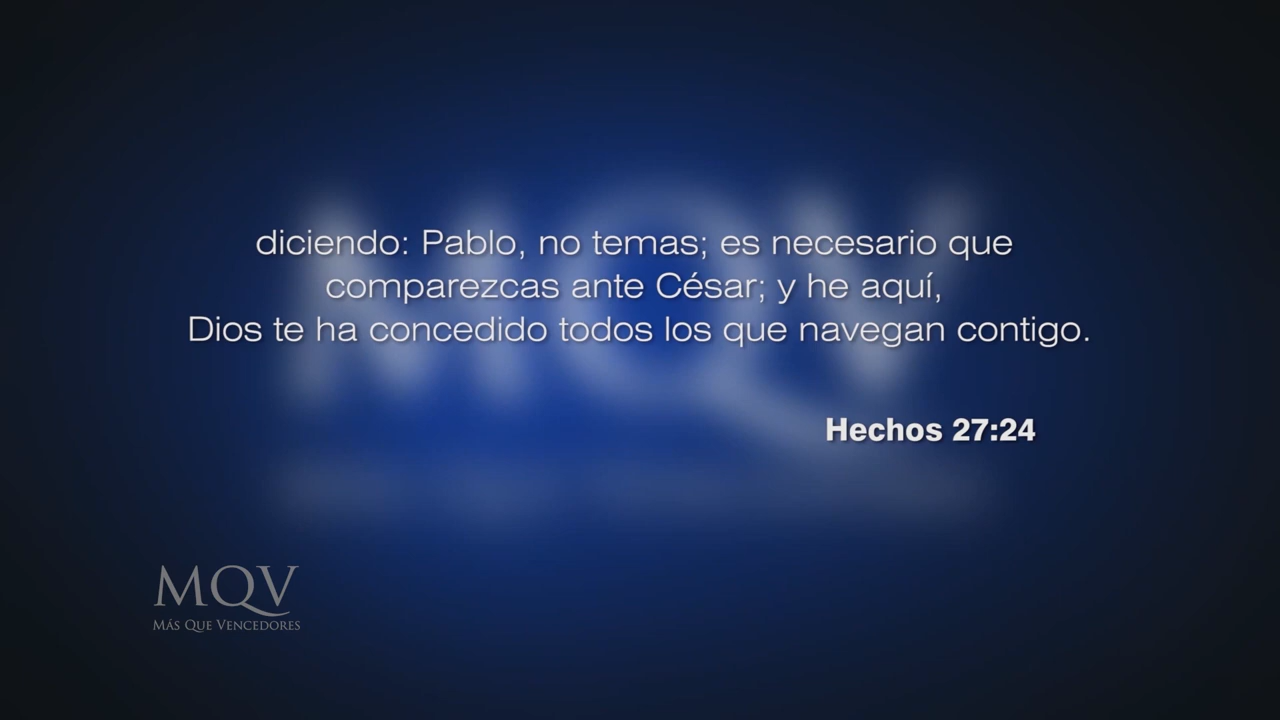 diciendo: Pablo, no temas; es necesario que
comparezcas ante César; y he aquí,
Dios te ha concedido todos los que navegan contigo.
Hechos 27:24
MQV
MÁS QUE VENCEDORES